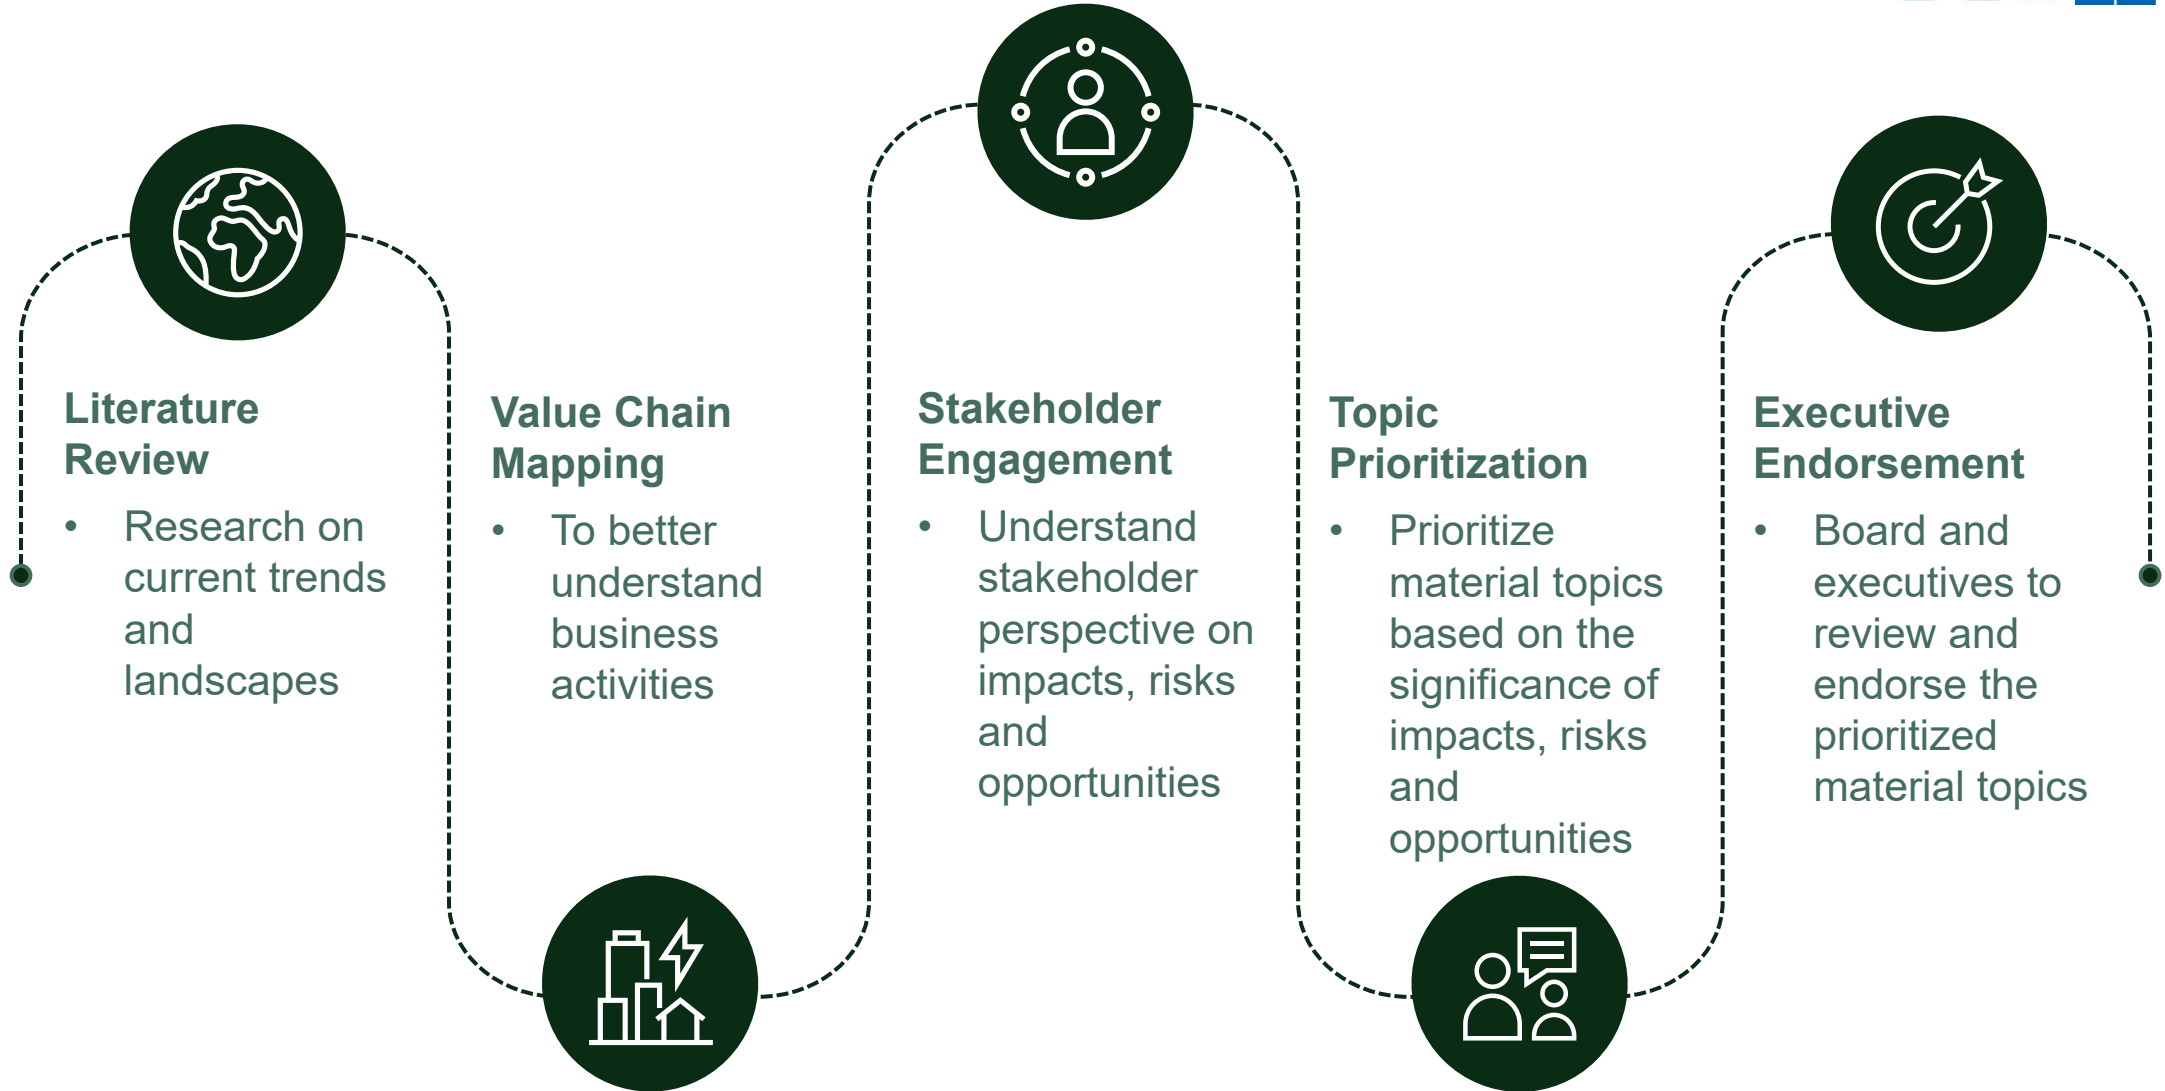 Literature
Review
• Research on
current trends
and
landscapes
Value Chain
Mapping
• To better
understand
business
activities
Stakeholder
Engagement
• Understand
stakeholder
perspective on
impacts, risks
and
opportunities
Topic
Prioritization
• Prioritize
material topics
based on the
significance of
impacts, risks
and
opportunities
Executive
Endorsement
• Board and
executives to
review and
endorse the
prioritized
material topics